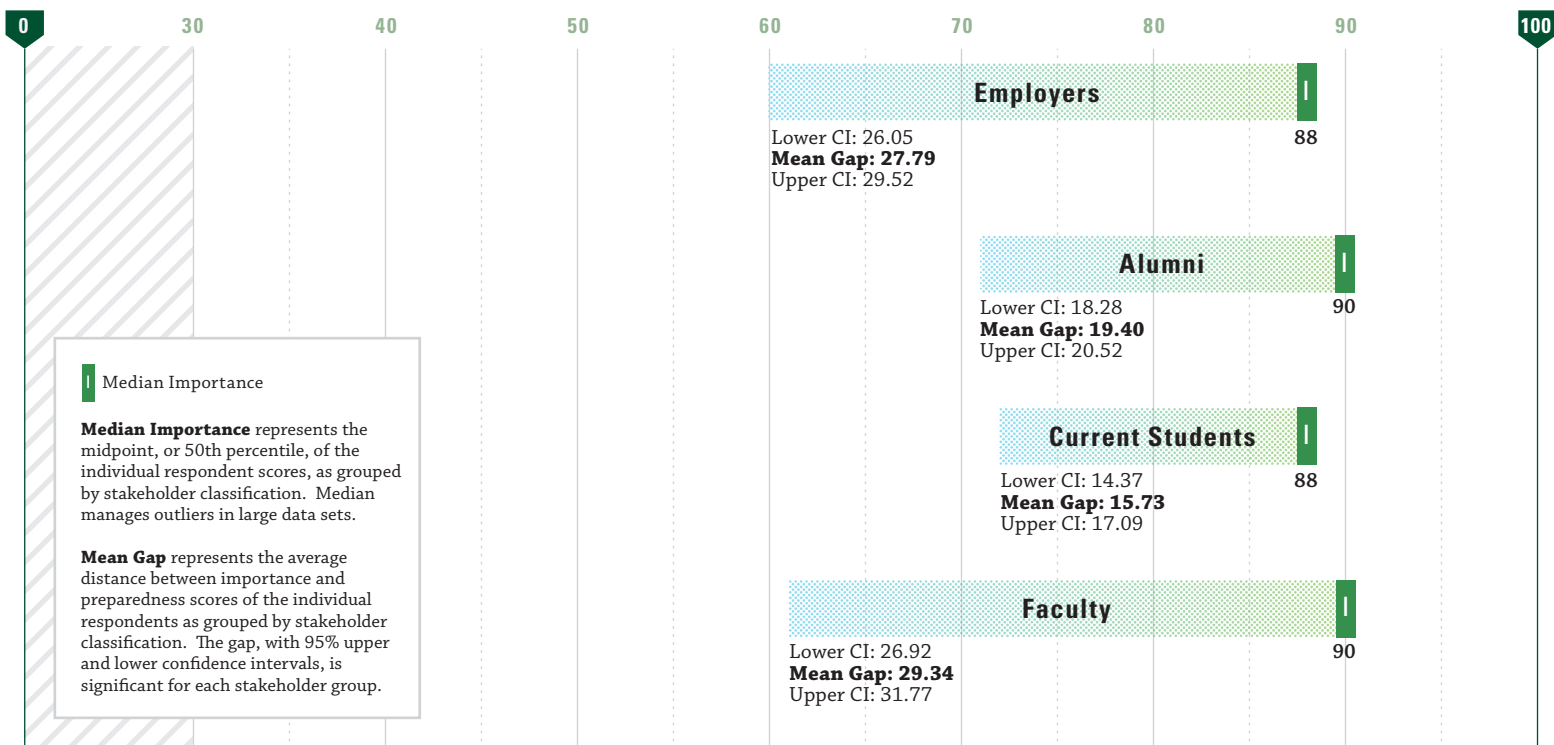 0 30 40 50 60 70 80 90 100
Employers
88
Lower CI: 26.05
Mean Gap: 27.79
Upper CI: 29.52
Alumni
90
Lower CI: 18.28
Mean Gap: 19.40
Upper CI: 20.52
Current Students
88
Lower CI: 14.37
Mean Gap: 15.73
Upper CI: 17.09
Faculty
90
Lower CI: 26.92
Mean Gap: 29.34
Upper CI: 31.77
Median Importance
Median Importance represents the
midpoint, or 50th percentile, of the
individual respondent scores, as grouped
by stakeholder classification. Median
manages outliers in large data sets.
Mean Gap represents the average
distance between importance and
preparedness scores of the individual
respondents as grouped by stakeholder
classification. The gap, with 95% upper
and lower confidence intervals, is
significant for each stakeholder group.